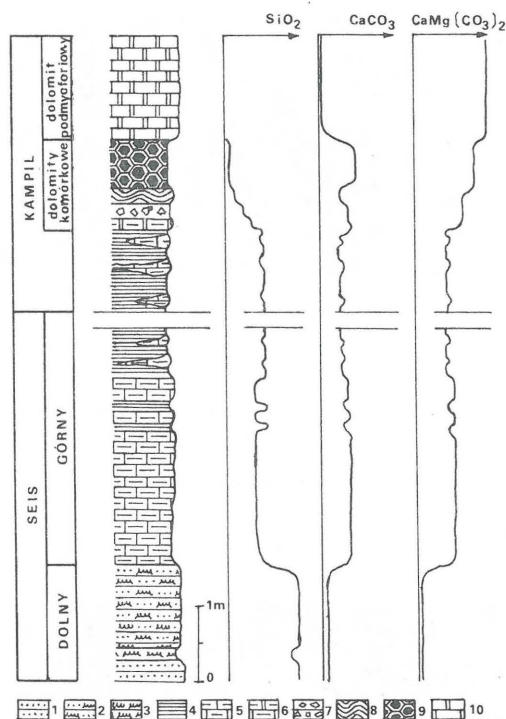 SiO2
CaCO3
CaMg(CO3)2
KAMPIL
dolomit podmyoforiowy
dolomity komórkowe
SEIS
GÓRNY
DOLNY
1m
0
1 2 3 4 5 6 7 8 9 10